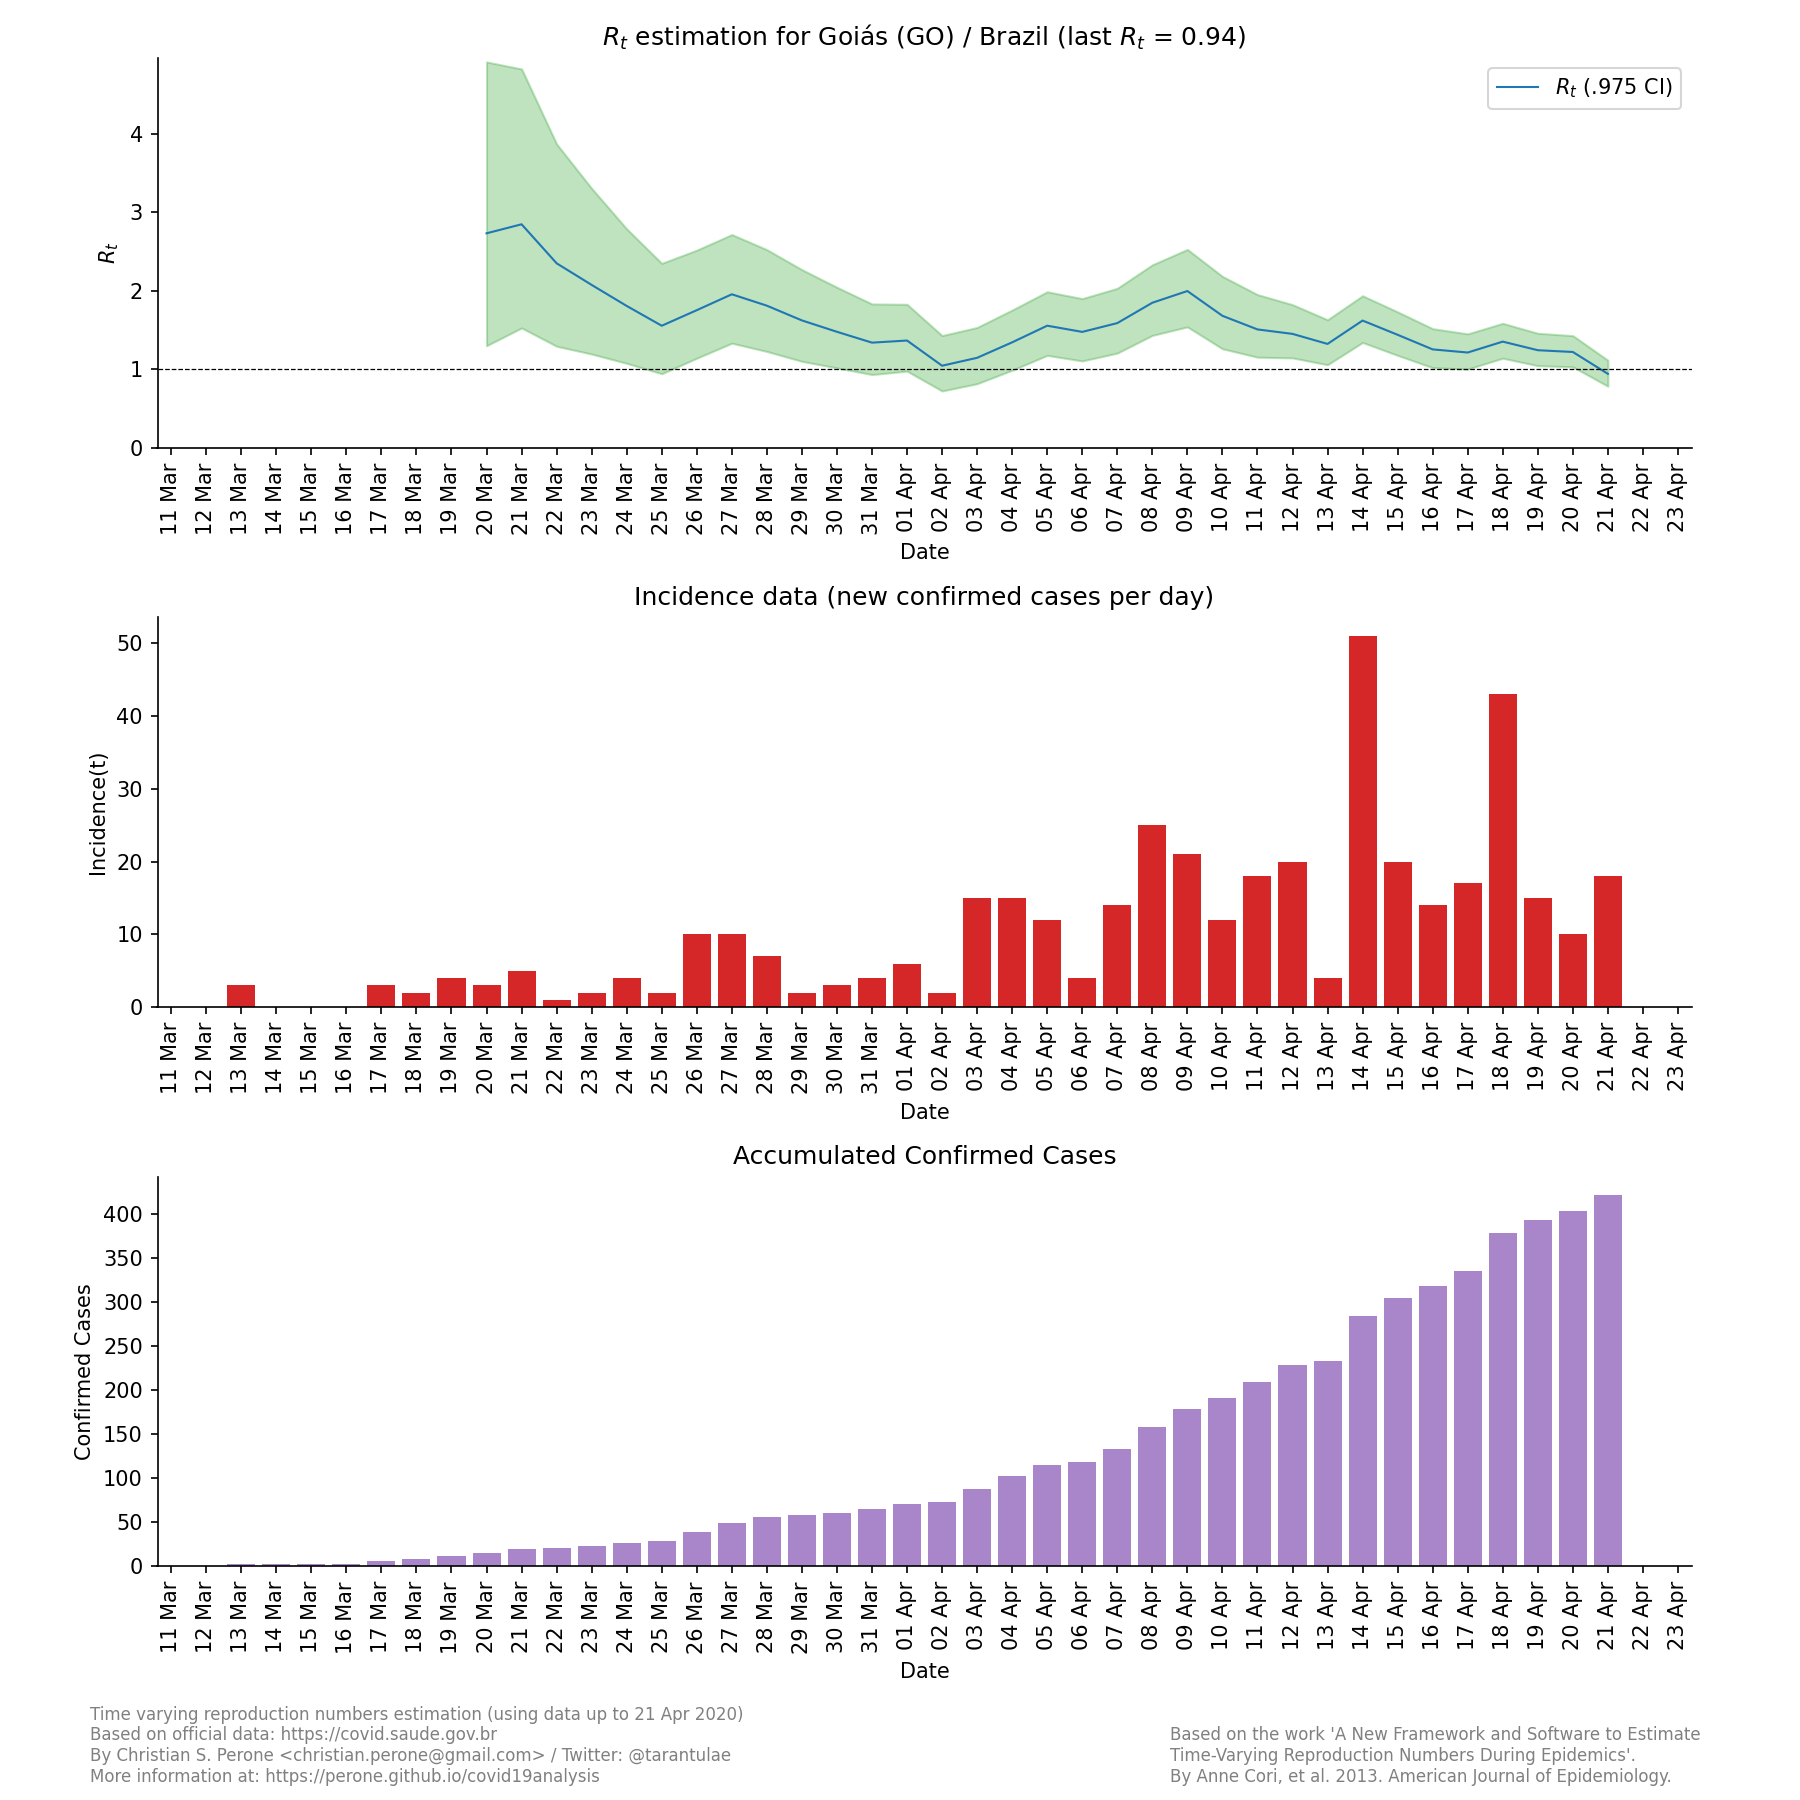 Rt estimation for Goiás (GO) / Brazil (last Rt = 0.94)
Rt (.975 CI)
4
3
2
1
0
Rt
11 Mar 12 Mar 13 Mar 14 Mar 15 Mar 16 Mar 17 Mar 18 Mar 19 Mar 20 Mar 21 Mar 22 Mar 23 Mar 24 Mar 25 Mar 26 Mar 27 Mar 28 Mar 29 Mar 30 Mar 31 Mar 01 Apr 02 Apr 03 Apr 04 Apr 05 Apr 06 Apr 07 Apr 08 Apr 09 Apr 10 Apr 11 Apr 12 Apr 13 Apr 14 Apr 15 Apr 16 Apr 17 Apr 18 Apr 19 Apr 20 Apr 21 Apr 22 Apr 23 Apr
Date
Incidence data (new confirmed cases per day)
50
40
30
20
10
0
Incidence(t)
11 Mar 12 Mar 13 Mar 14 Mar 15 Mar 16 Mar 17 Mar 18 Mar 19 Mar 20 Mar 21 Mar 22 Mar 23 Mar 24 Mar 25 Mar 26 Mar 27 Mar 28 Mar 29 Mar 30 Mar 31 Mar 01 Apr 02 Apr 03 Apr 04 Apr 05 Apr 06 Apr 07 Apr 08 Apr 09 Apr 10 Apr 11 Apr 12 Apr 13 Apr 14 Apr 15 Apr 16 Apr 17 Apr 18 Apr 19 Apr 20 Apr 21 Apr 22 Apr 23 Apr
Date
Accumulated Confirmed Cases
400
350
300
250
200
150
100
50
0
Confirmed Cases
11 Mar 12 Mar 13 Mar 14 Mar 15 Mar 16 Mar 17 Mar 18 Mar 19 Mar 20 Mar 21 Mar 22 Mar 23 Mar 24 Mar 25 Mar 26 Mar 27 Mar 28 Mar 29 Mar 30 Mar 31 Mar 01 Apr 02 Apr 03 Apr 04 Apr 05 Apr 06 Apr 07 Apr 08 Apr 09 Apr 10 Apr 11 Apr 12 Apr 13 Apr 14 Apr 15 Apr 16 Apr 17 Apr 18 Apr 19 Apr 20 Apr 21 Apr 22 Apr 23 Apr
Date
Time varying reproduction numbers estimation (using data up to 21 Apr 2020)
Based on official data: https://covid.saude.gov.br
By Christian S. Perone <christian.perone@gmail.com> / Twitter: @tarantulae
More information at: https://perone.github.io/covid19analysis
Based on the work 'A New Framework and Software to Estimate
Time-Varying Reproduction Numbers During Epidemics'.
By Anne Cori, et al. 2013. American Journal of Epidemiology.